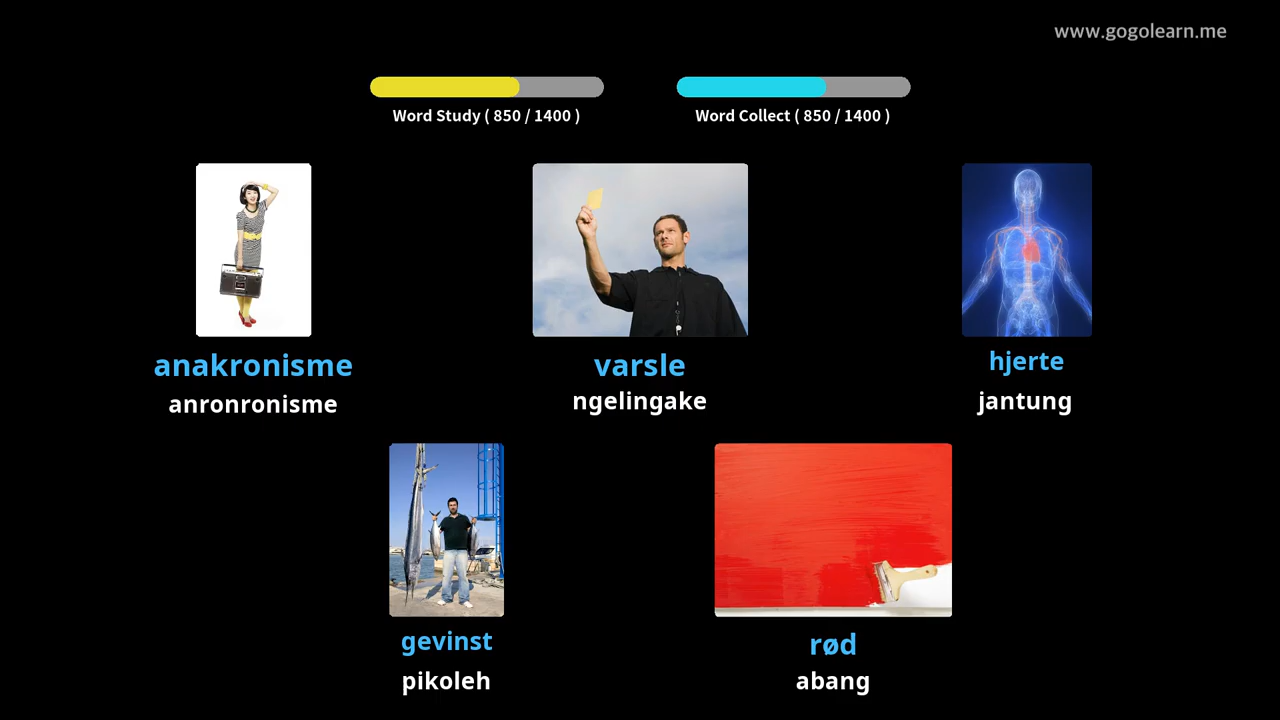 www.gogolearn.me
Word Study ( 850 / 1400 )
Word Collect ( 850 / 1400 )
anakronisme
anronronisme
varsle
ngelingake
hjerte
jantung
gevinst
pikoleh
rød
abang